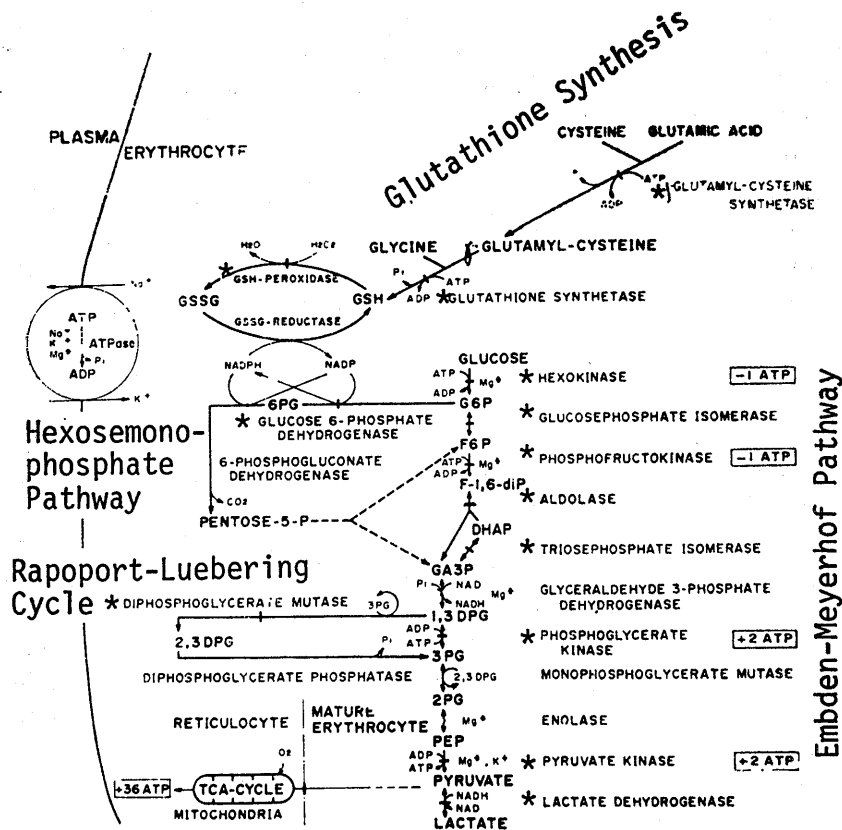 Glutathione Synthesis
PLASMA
ERYTHROCYTE
CYSTEINE GLUTAMIC ACID
ATP
ADP
* GLUTAMYL-CYSTEINE
SYNTHETASE
H2O H2O2
* GSH-PEROXIDASE
GSSG GSH
GSSG-REDUCTASE
NADPH NADP
GLYCINE GLUTAMYL-CYSTEINE
Pi ATP
ADP * GLUTATHIONE SYNTHETASE
Na+
ATP
Na+
K+ ATPase
Mg+ Pi
ADP
K+
GLUCOSE
ATP Mg+ * HEXOKINASE -1 ATP
ADP
6PG G6P
* GLUCOSE 6-PHOSPHATE
DEHYDROGENASE
* GLUCOSEPHOSPHATE ISOMERASE
F6P
Hexosemono-
phosphate
Pathway
6-PHOSPHOGLUCONATE
DEHYDROGENASE
ATP Mg+ * PHOSPHOFRUCTOKINASE -1 ATP
ADP
F-1,6-diP
* ALDOLASE
CO2
PENTOSE-5-P
DHAP
* TRIOSEPHOSPHATE ISOMERASE
GA3P
Embden-Meyerhof Pathway
Rapoport-Luebering
Cycle * DIPHOSPHOGLYCERATE MUTASE 3PG
Pi NAD
NADH Mg+
GLYCERALDEHYDE 3-PHOSPHATE
DEHYDROGENASE
1,3 DPG
2,3 DPG Pi
ADP
ATP
* PHOSPHOGLYCERATE
KINASE +2 ATP
3PG
DIPHOSPHOGLYCERATE PHOSPHATASE
2,3 DPG MONOPHOSPHOGLYCERATE MUTASE
2PG
RETICULOCYTE MATURE
ERYTHROCYTE
Mg+ ENOLASE
PEP
ADP
ATP Mg+, K+ * PYRUVATE KINASE +2 ATP
O2
+36 ATP TCA-CYCLE PYRUVATE
MITOCHONDRIA
NADH
NAD
* LACTATE DEHYDROGENASE
LACTATE